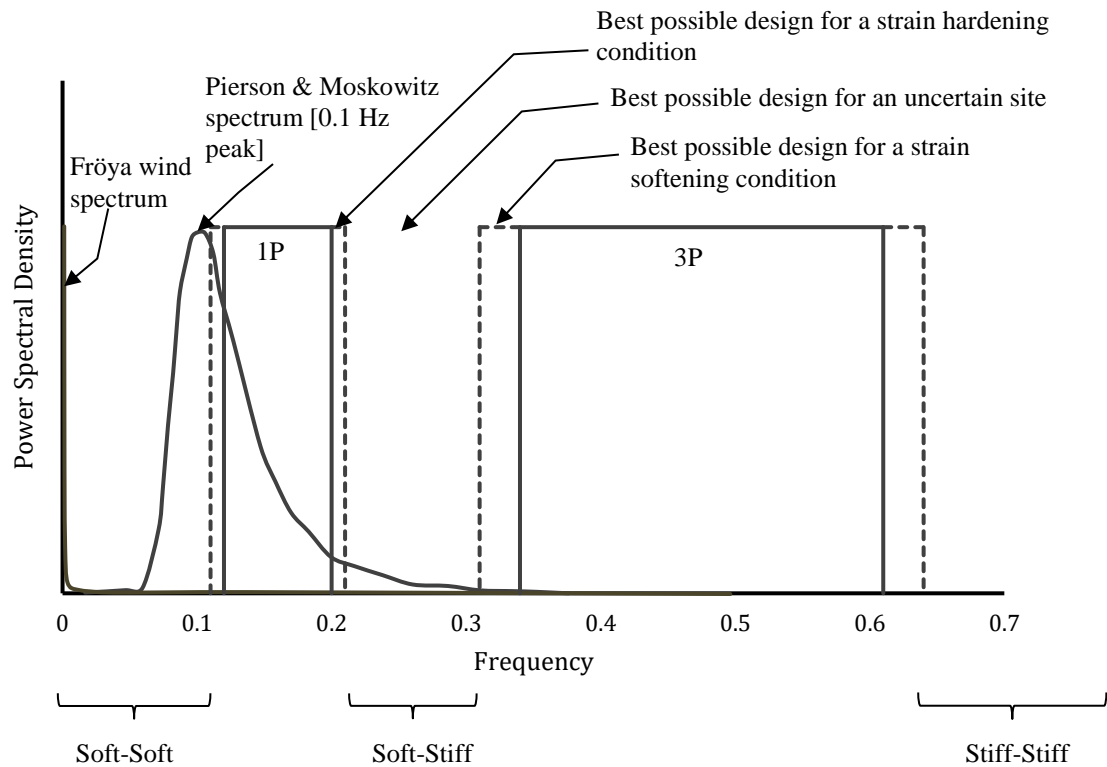 Best possible design for a strain hardening
condition
Pierson & Moskowitz
spectrum [0.1 Hz
peak]
Best possible design for an uncertain site
Best possible design for a strain
softening condition
Fröya wind
spectrum
1P
3P
Power Spectral Density
0 0.1 0.2 0.3 0.4 0.5 0.6 0.7
Frequency
Soft-Soft
Soft-Stiff
Stiff-Stiff